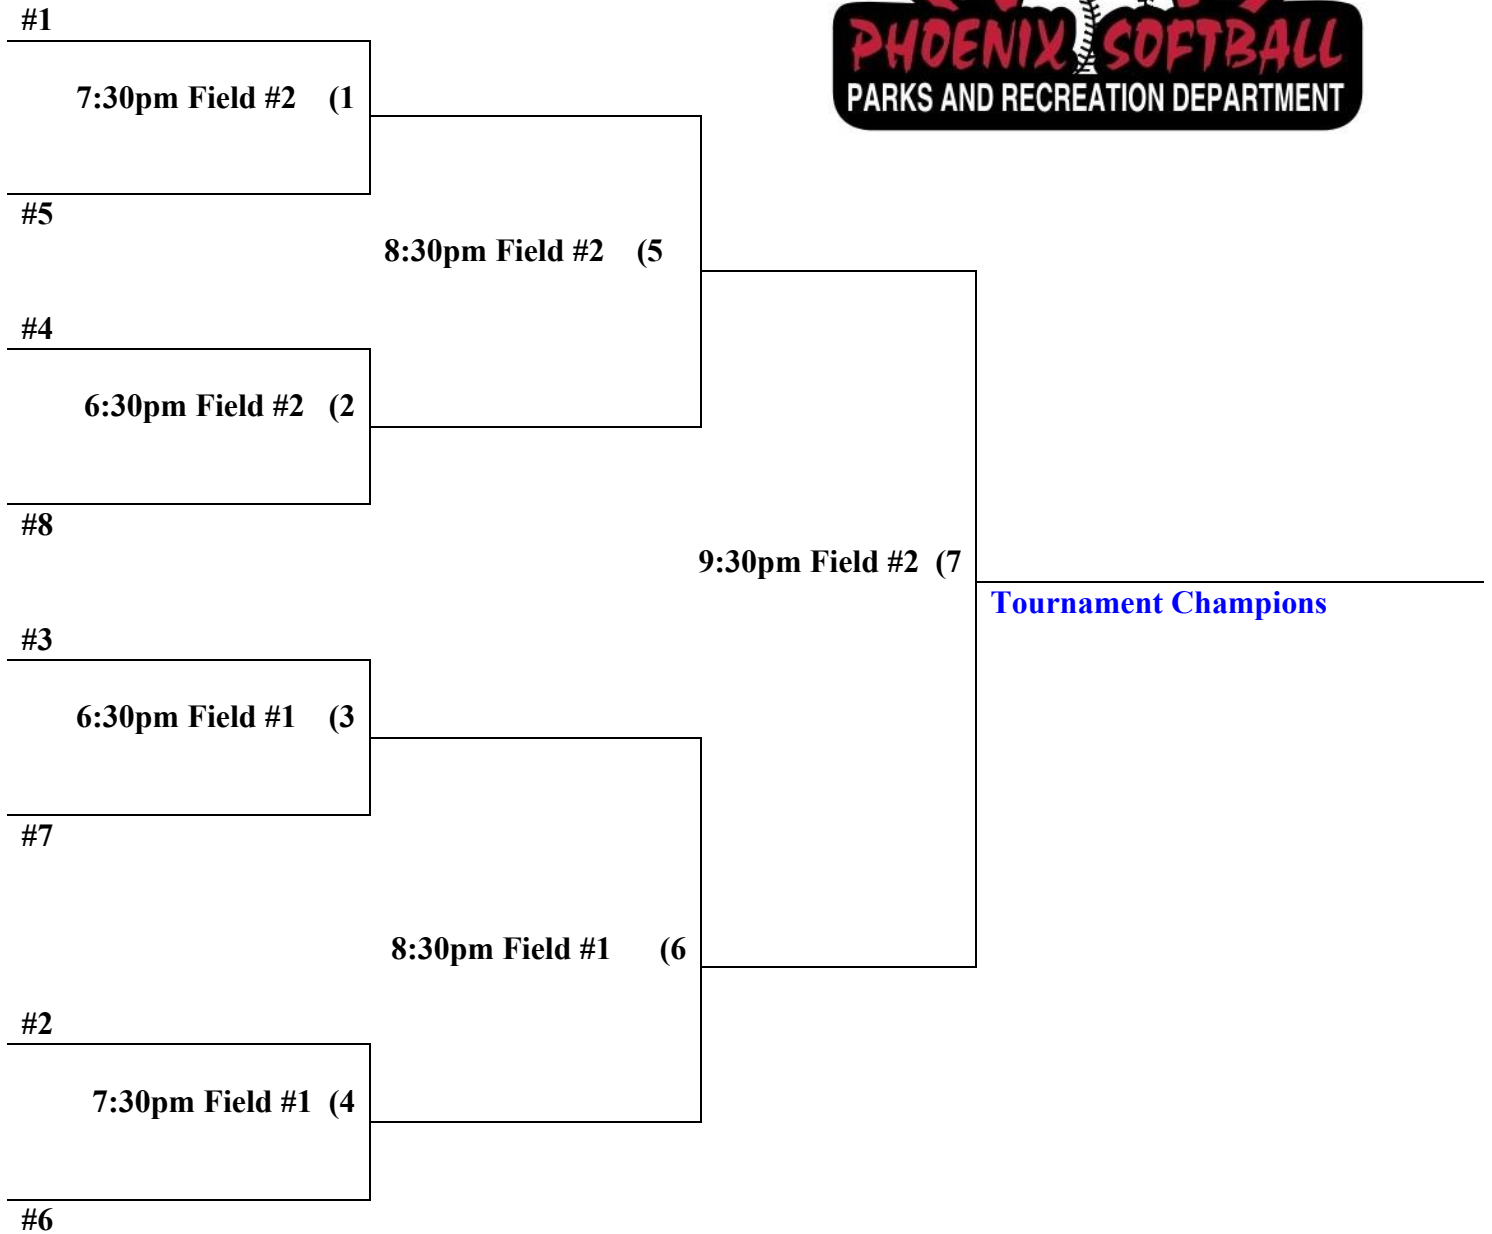 #1
PHOENIX SOFTBALL
PARKS AND RECREATION DEPARTMENT
7:30pm Field #2 (1
#5
8:30pm Field #2 (5
#4
6:30pm Field #2 (2
#8
9:30pm Field #2 (7
Tournament Champions
#3
6:30pm Field #1 (3
#7
8:30pm Field #1 (6
#2
7:30pm Field #1 (4
#6